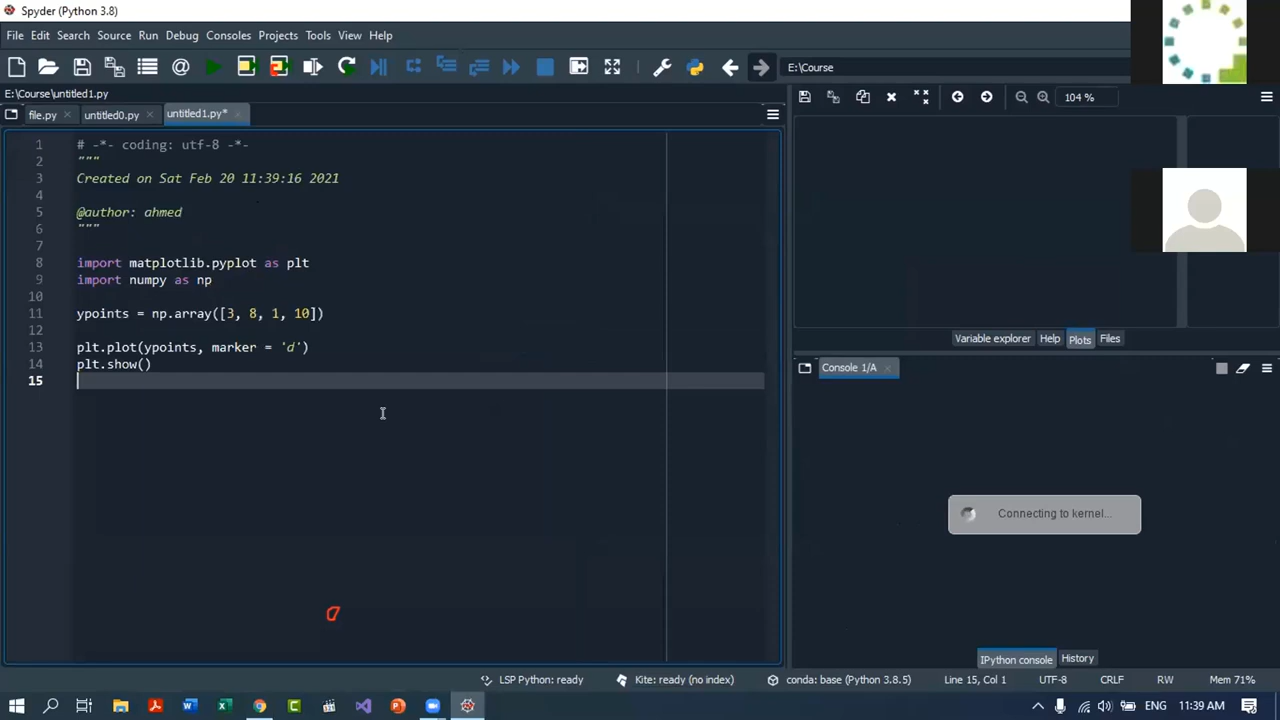 Spyder (Python 3.8)
File Edit Search Source Run Debug Consoles Projects Tools View Help
E:\Course
E:\Course\untitled1.py
file.py untitled0.py untitled1.py*
104 %
1 # -*- coding: utf-8 -*-
2 """
3 Created on Sat Feb 20 11:39:16 2021
4
5 @author: ahmed
6 """
7
8 import matplotlib.pyplot as plt
9 import numpy as np
10
11 ypoints = np.array([3, 8, 1, 10])
12
13 plt.plot(ypoints, marker = 'd')
14 plt.show()
15
Variable explorer Help Plots Files
Console 1/A
Connecting to kernel...
IPython console History
LSP Python: ready Kite: ready (no index) conda: base (Python 3.8.5) Line 15, Col 1 UTF-8 CRLF RW Mem 71%
ENG 11:39 AM